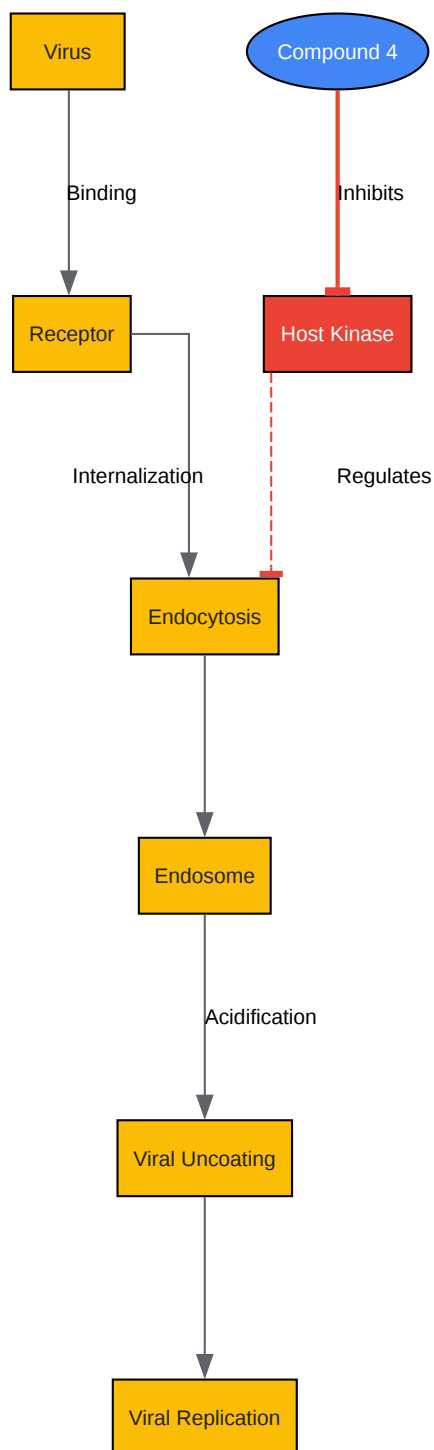 Virus
Compound 4
Binding
Inhibits
Receptor
Host Kinase
Internalization
Regulates
Endocytosis
Endosome
Acidification
Viral Uncoating
Viral Replication